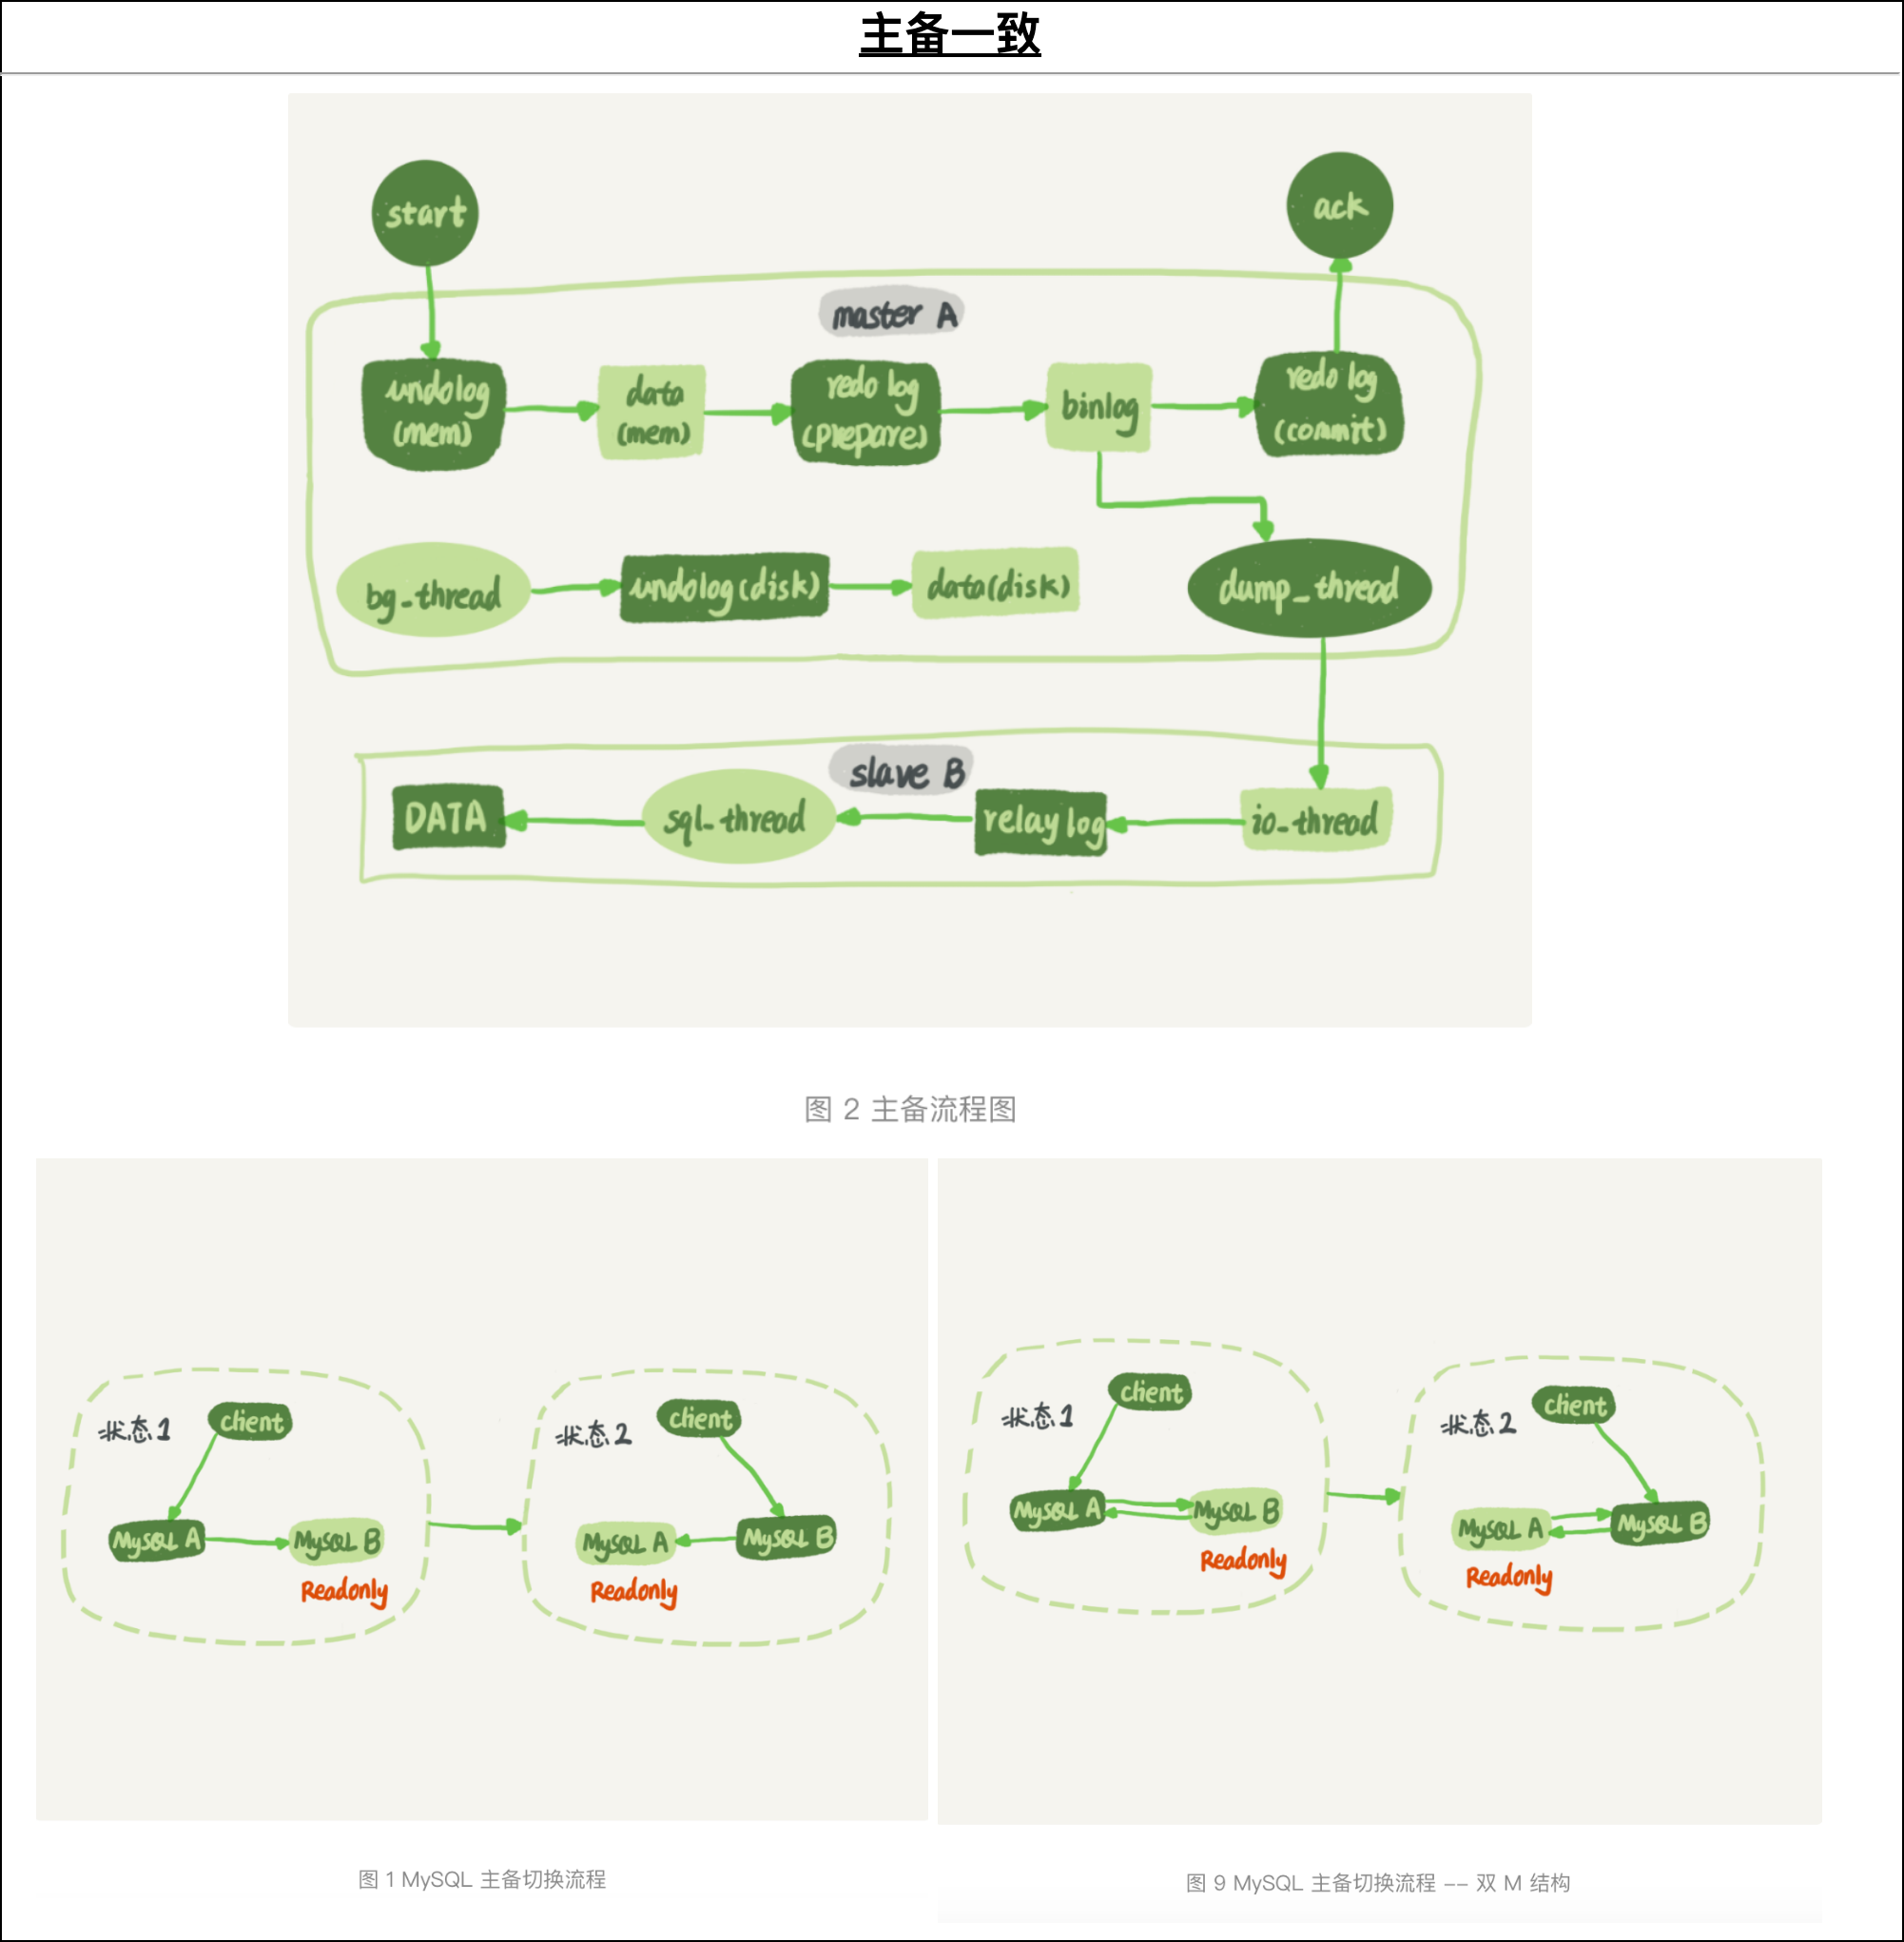 主备一致
start
ack
master A
undolog
(mem)
data
(mem)
redo log
(prepare)
binlog
redo log
(commit)
bg_thread
undolog(disk)
data(disk)
dump_thread
slave B
DATA
sql_thread
relay log
io_thread
图 2 主备流程图
状态1
client
MySQL A
MySQL B
Readonly
状态2
client
MySQL A
MySQL B
Readonly
图 1 MySQL 主备切换流程
状态1
client
MySQL A
MySQL B
Readonly
状态2
client
MySQL A
MySQL B
Readonly
图 9 MySQL 主备切换流程 -- 双 M 结构